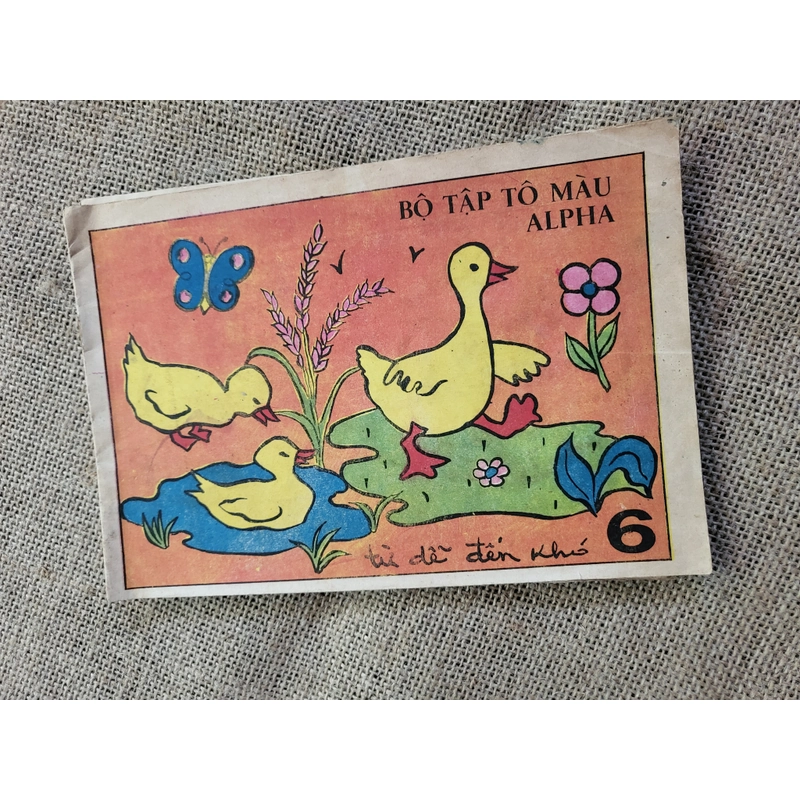 BỘ TẬP TÔ MÀU
ALPHA
từ dễ đến khó
6